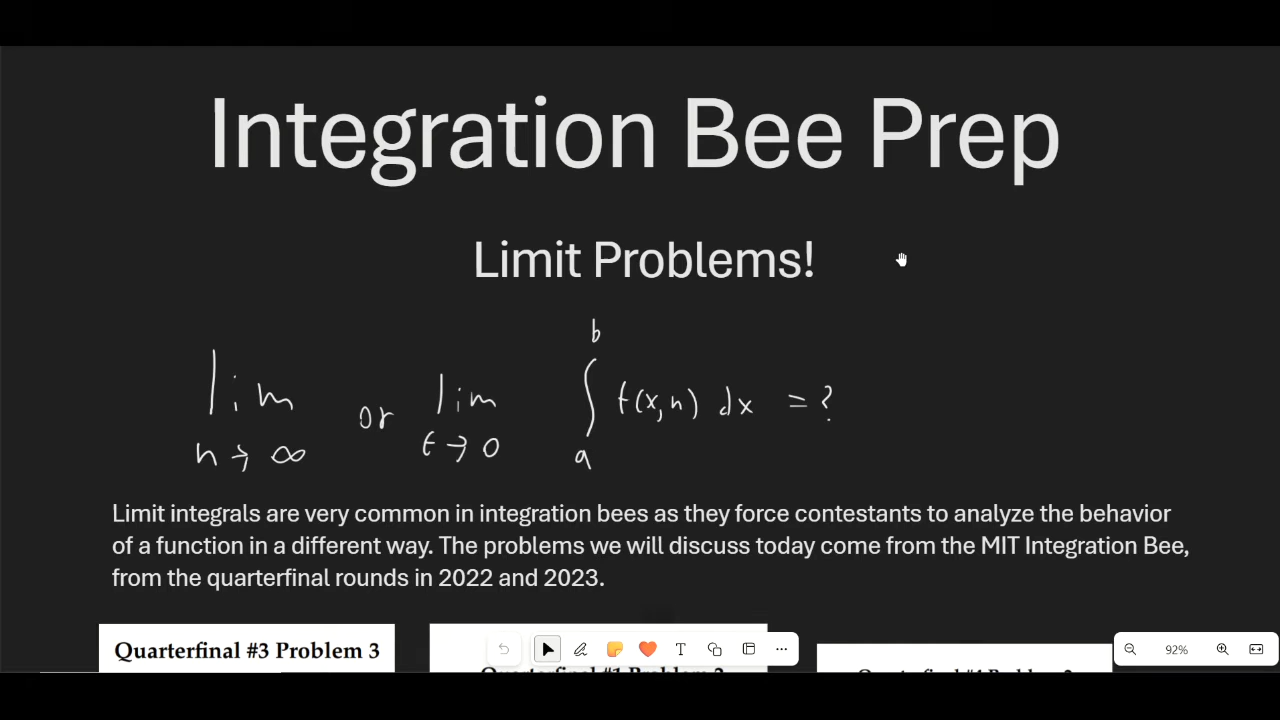 Integration Bee Prep
Limit Problems!
lim n→∞ or lim t→0 ∫ₐᵇ f(x,n) dx = ?
Limit integrals are very common in integration bees as they force contestants to analyze the behavior
of a function in a different way. The problems we will discuss today come from the MIT Integration Bee,
from the quarterfinal rounds in 2022 and 2023.
Quarterfinal #3 Problem 3
T
92%